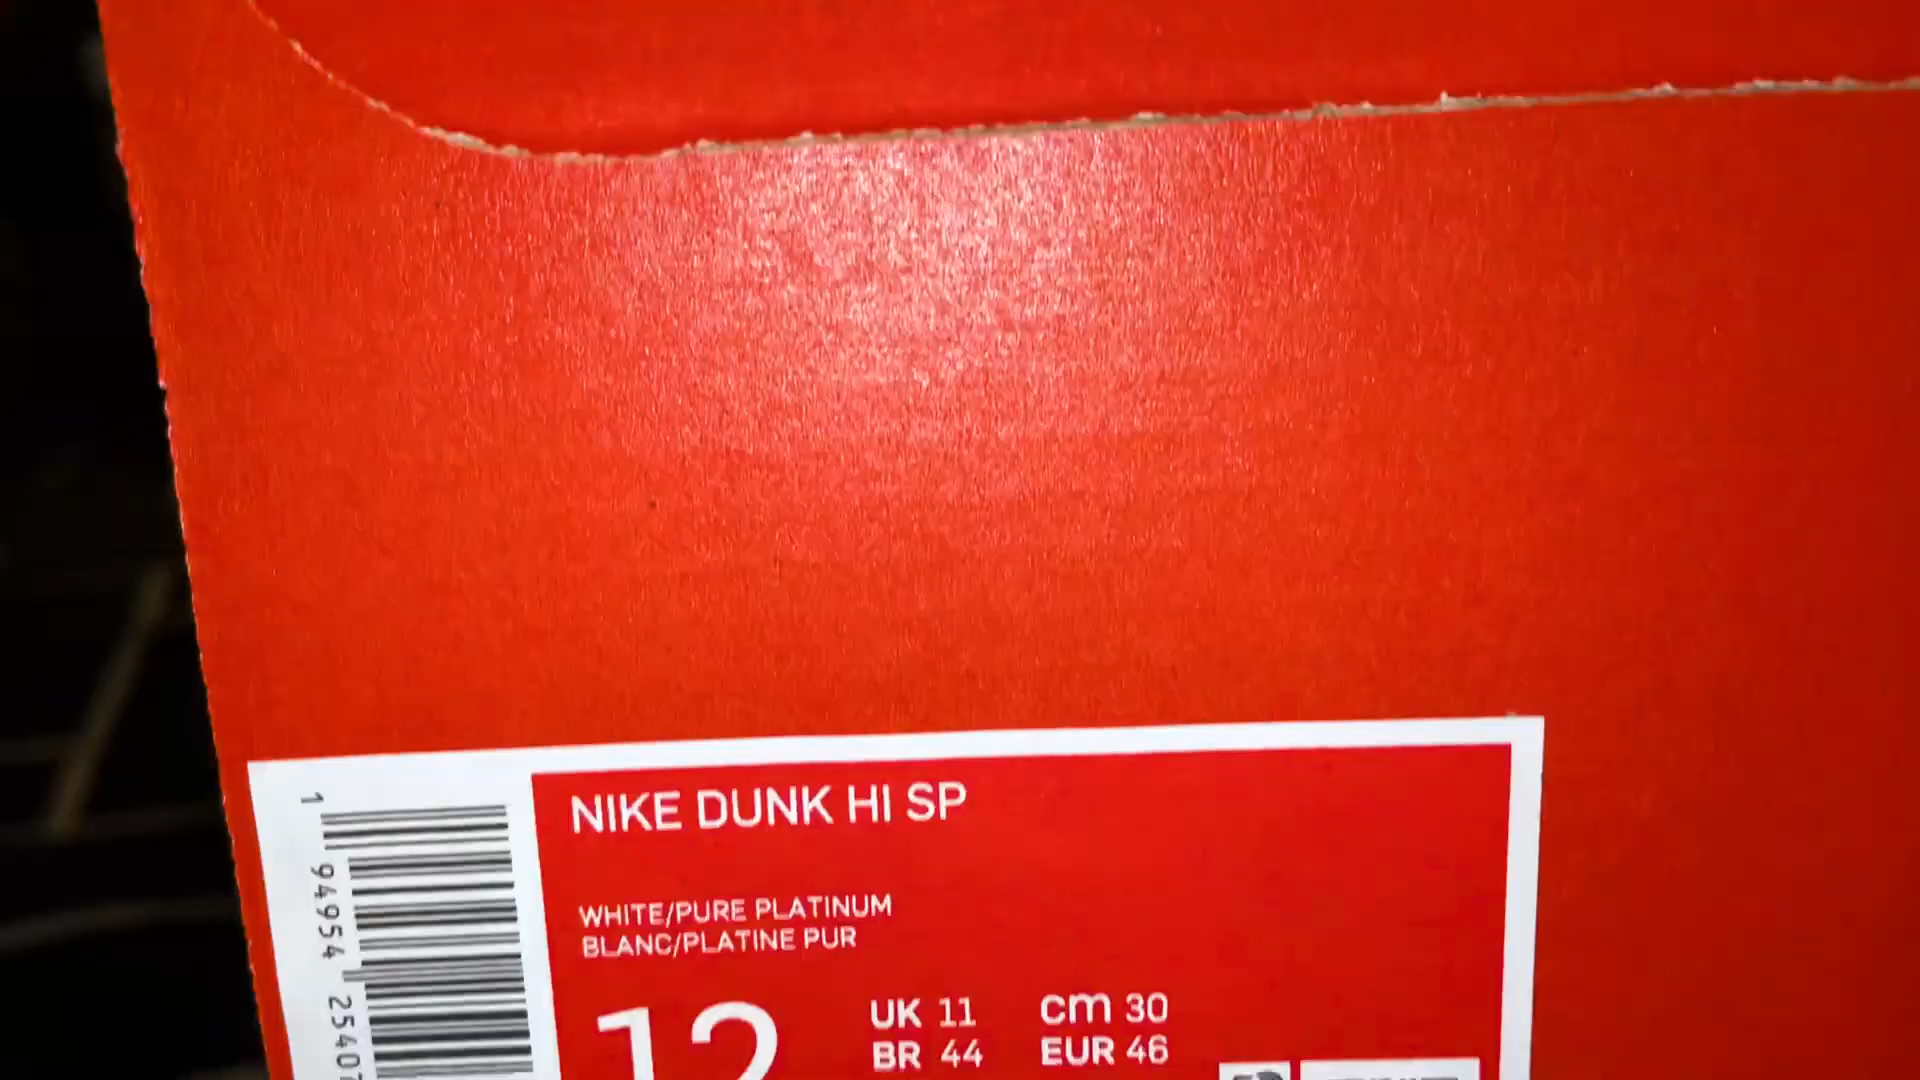 NIKE DUNK HI SP
WHITE/PURE PLATINUM
BLANC/PLATINE PUR
12
UK 11
BR 44
cm 30
EUR 46
1 94954 25407